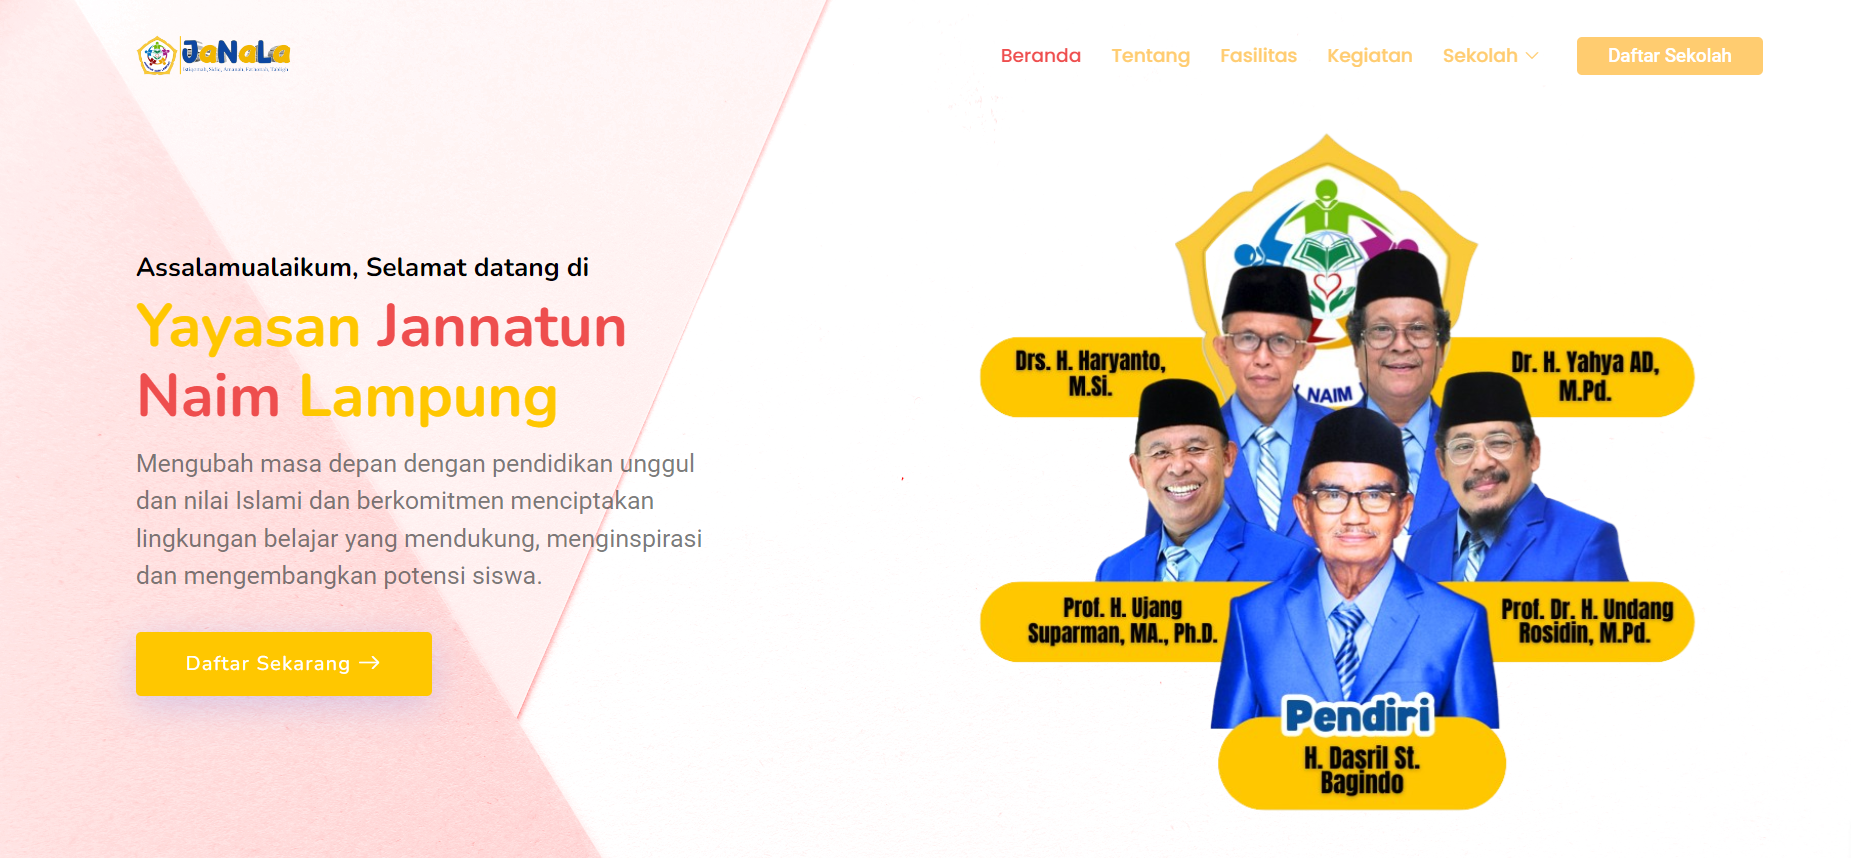 JaNaLa
Beranda
Tentang
Fasilitas
Kegiatan
Sekolah
Daftar Sekolah
Assalamualaikum, Selamat datang di
Yayasan Jannatun
Naim Lampung
Mengubah masa depan dengan pendidikan unggul
dan nilai Islami dan berkomitmen menciptakan
lingkungan belajar yang mendukung, menginspirasi
dan mengembangkan potensi siswa.
Daftar Sekarang
NAIM
Drs. H. Haryanto,
M.Si.
Dr. H. Yahya AD,
M.Pd.
Prof. H. Ujang
Suparman, MA., Ph.D.
Prof. Dr. H. Undang
Rosidin, M.Pd.
Pendiri
H. Dasril St.
Bagindo